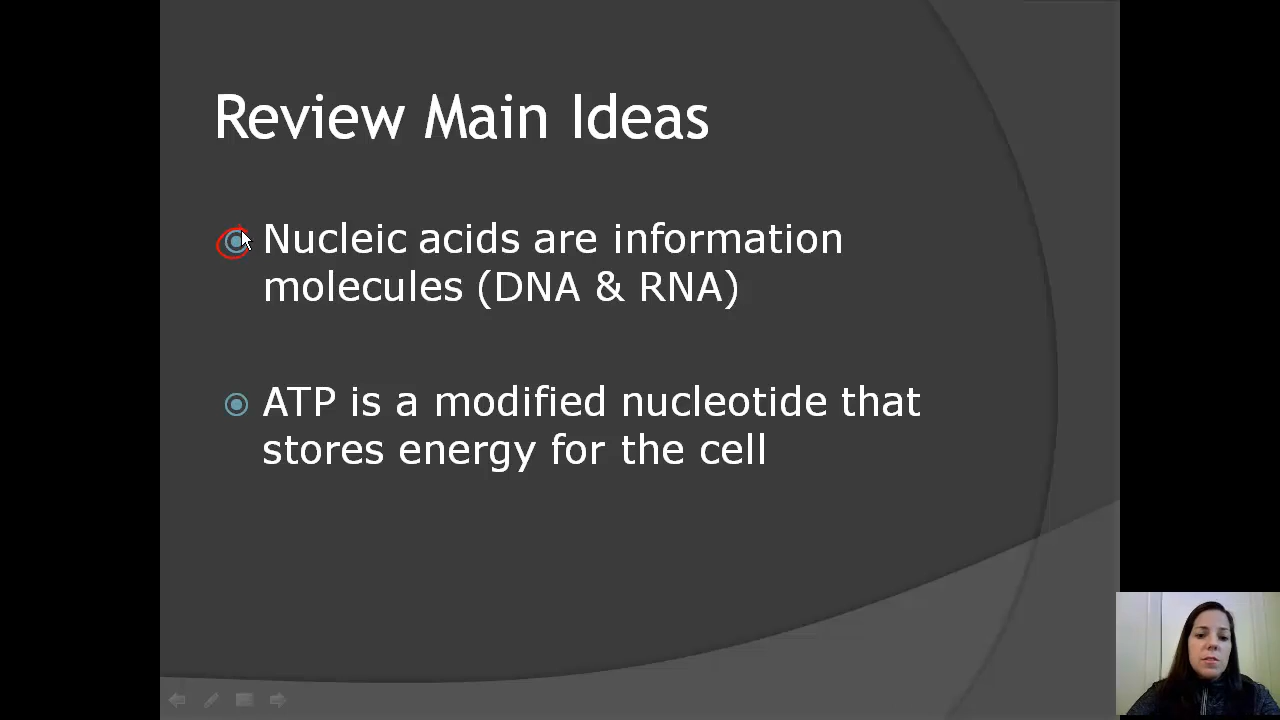 Review Main Ideas
Nucleic acids are information
molecules (DNA & RNA)
ATP is a modified nucleotide that
stores energy for the cell